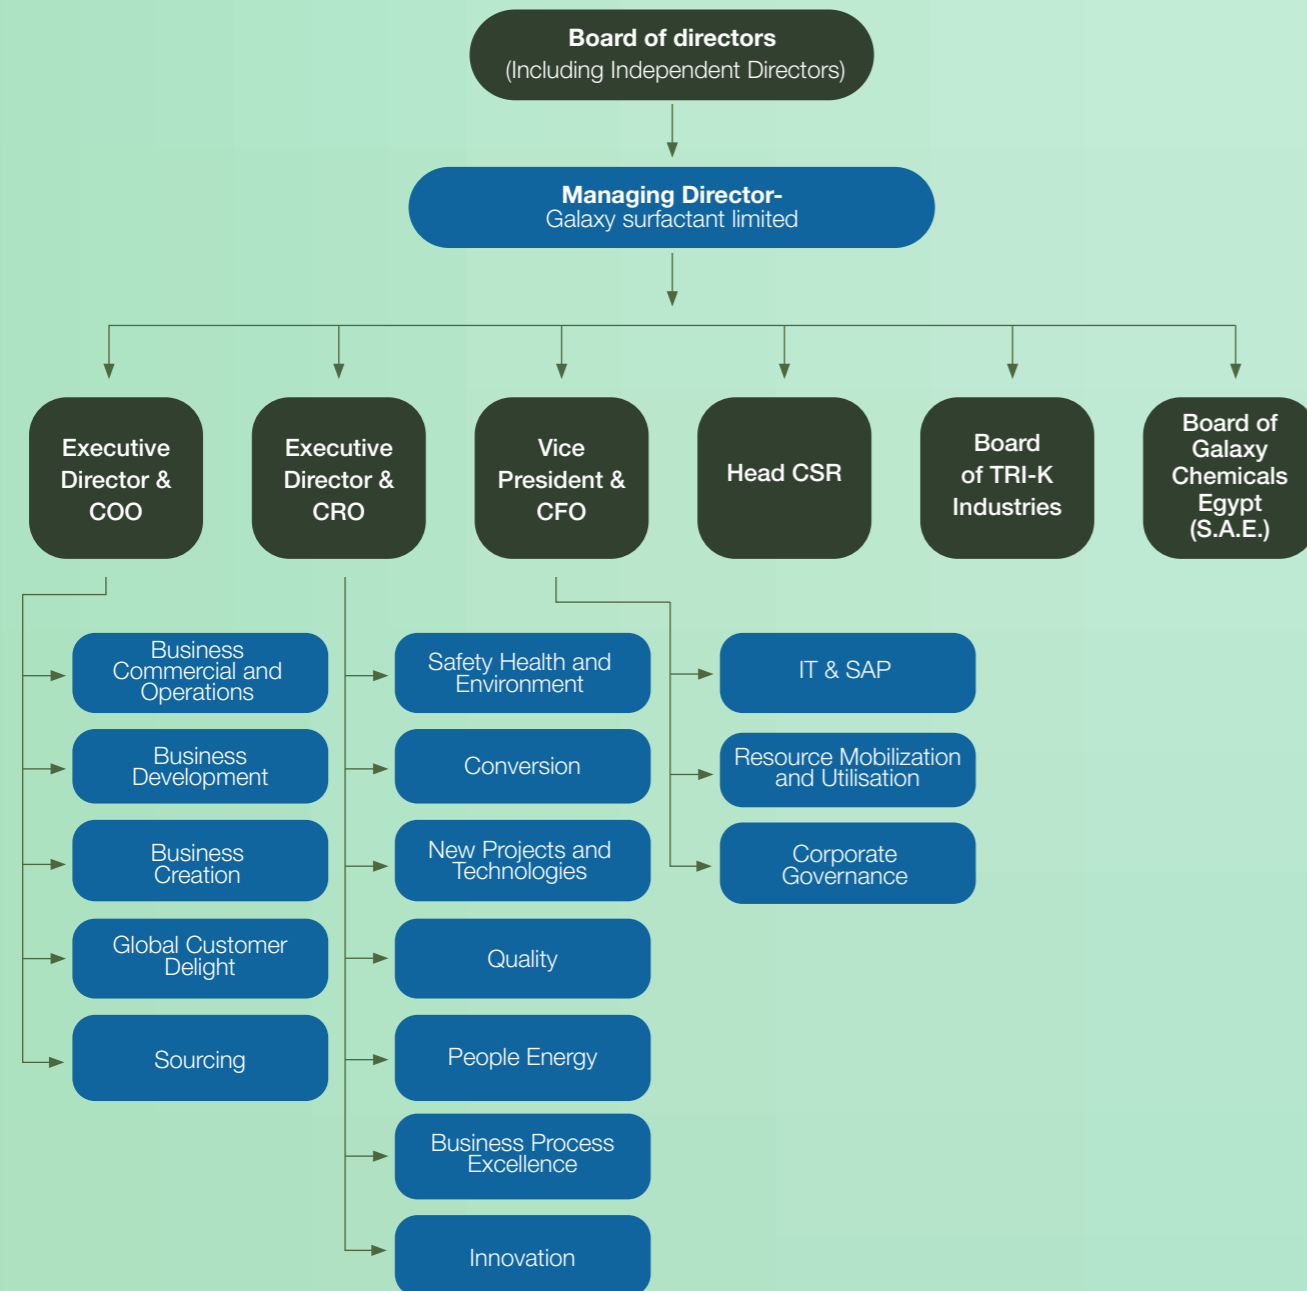 Board of directors
(Including Independent Directors)
Managing Director-
Galaxy surfactant limited
Executive
Director &
COO
Executive
Director &
CRO
Vice
President &
CFO
Head CSR
Board
of TRI-K
Industries
Board of
Galaxy
Chemicals
Egypt
(S.A.E.)
Business
Commercial and
Operations
Business
Development
Business
Creation
Global Customer
Delight
Sourcing
Safety Health and
Environment
Conversion
New Projects and
Technologies
Quality
People Energy
Business Process
Excellence
Innovation
IT & SAP
Resource Mobilization
and Utilisation
Corporate
Governance